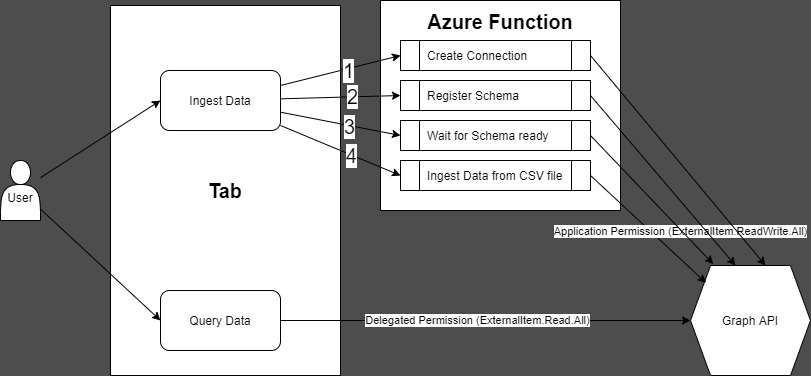 Azure Function
Create Connection
1
Ingest Data
2
Register Schema
3
Wait for Schema ready
4
Ingest Data from CSV file
Tab
User
Application Permission (ExternalItem.ReadWrite.All)
Query Data
Delegated Permission (ExternalItem.Read.All)
Graph API